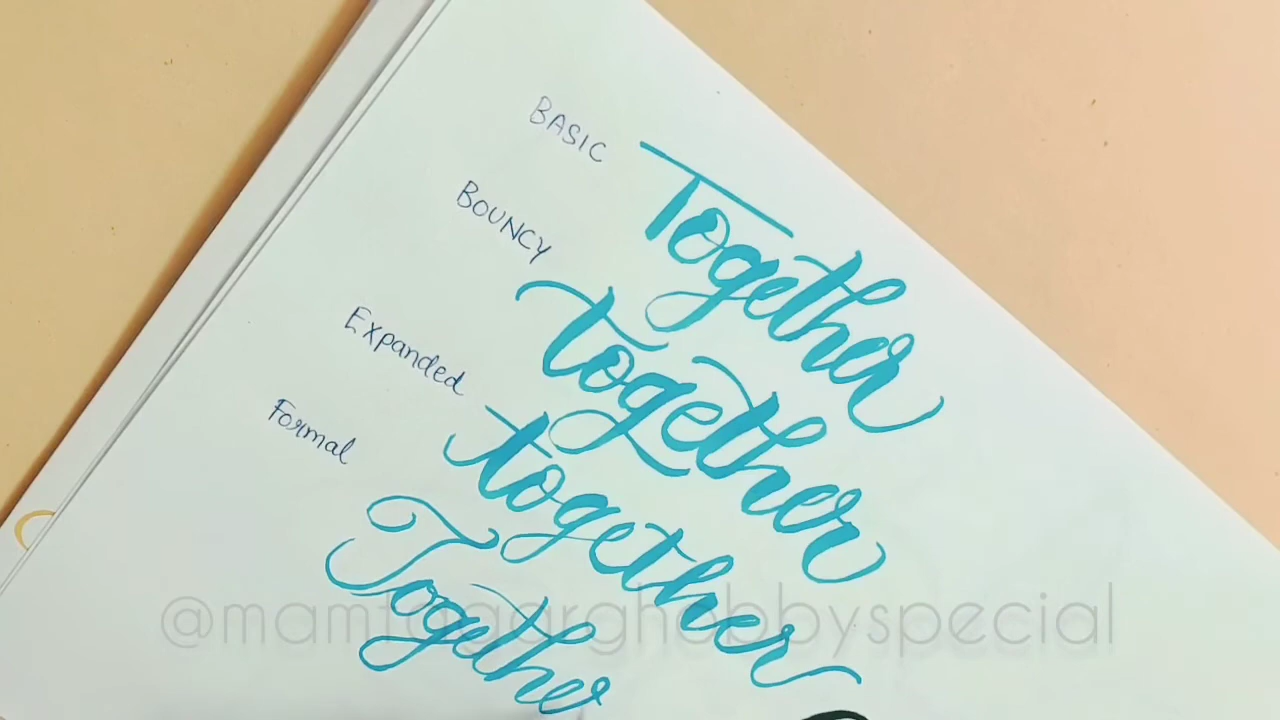 BASIC Together
BOUNCY together
Expanded together
Formal Together
@mamtagarghobbyspecial